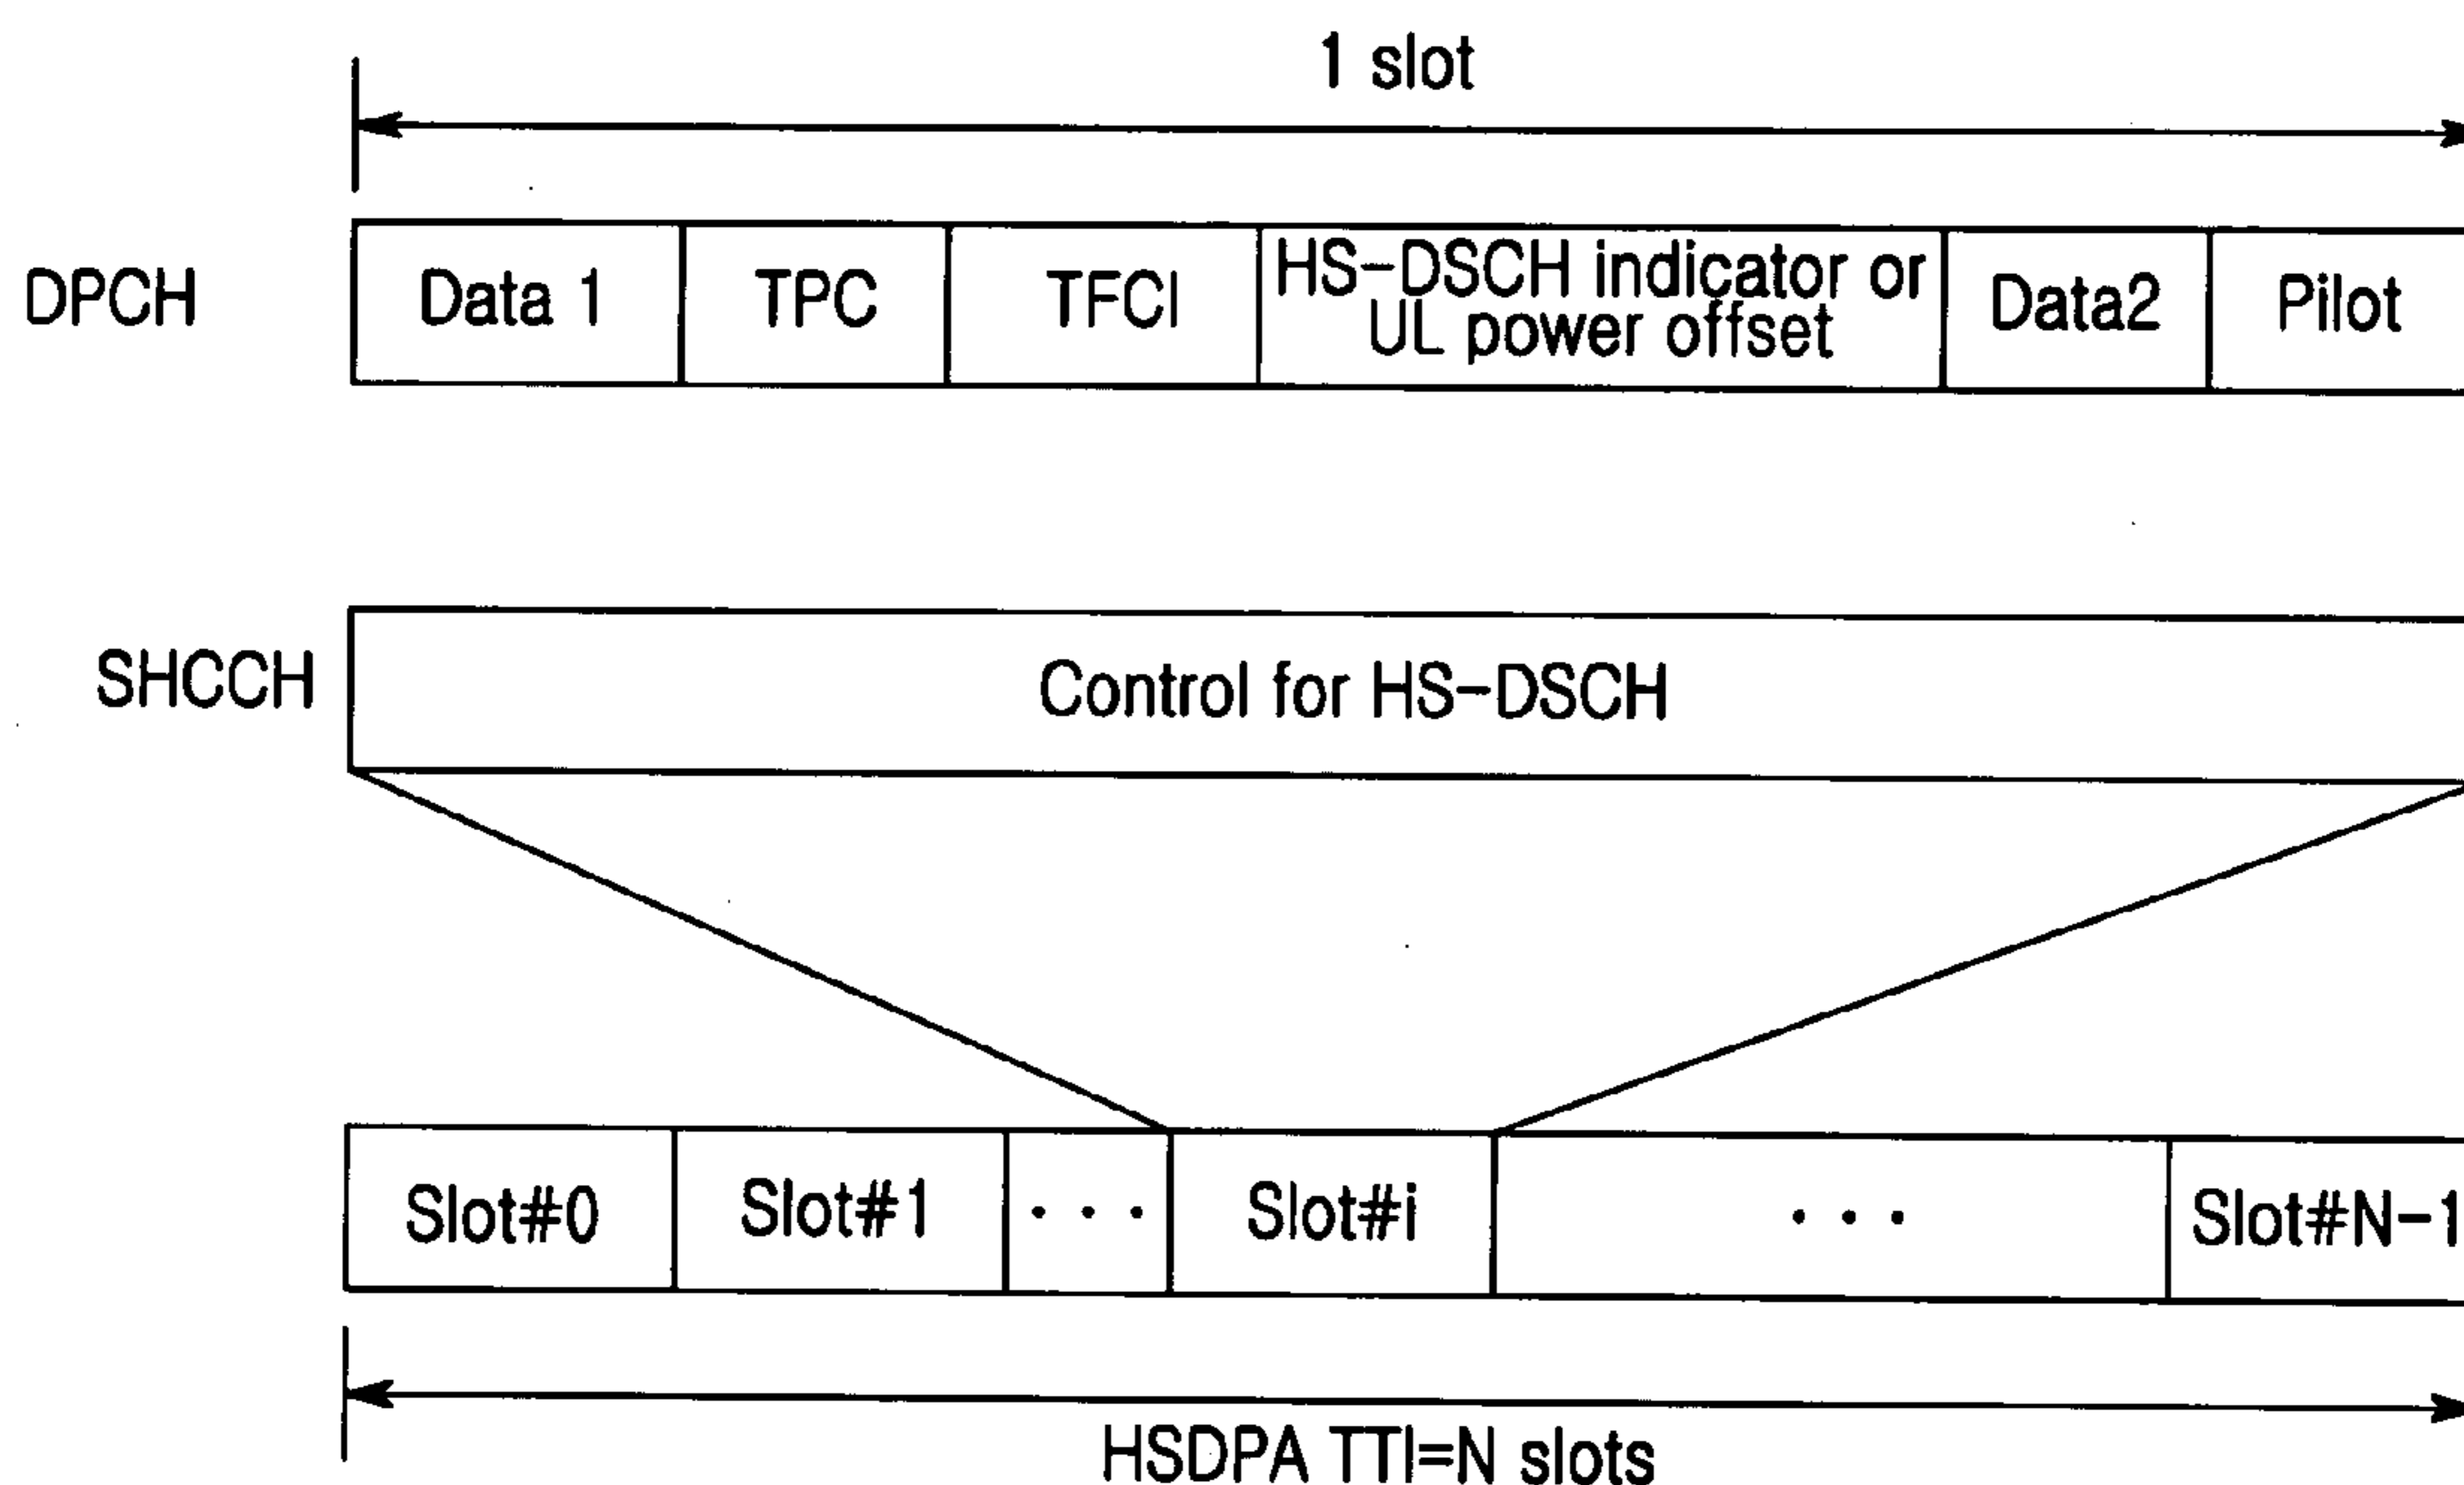 1 slot
DPCH
Data 1
TPC
TFCI
HS-DSCH indicator or
UL power offset
Data2
Pilot
SHCCH
Control for HS-DSCH
Slot#0
Slot#1
...
Slot#i
...
Slot#N-1
HSDPA TTI=N slots